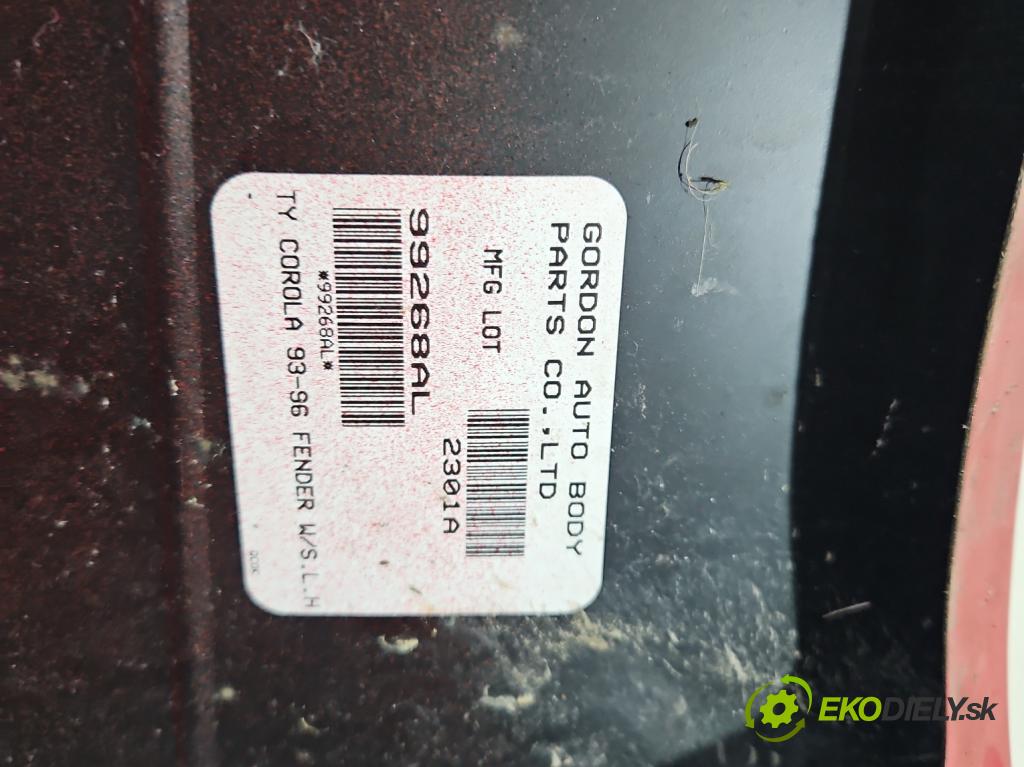 GORDON AUTO BODY
PARTS CO.,LTD
MFG LOT
2301A
99268AL
*99268AL*
TY COROLA 93-96 FENDER W/S.L.H
EKODIELY.sk